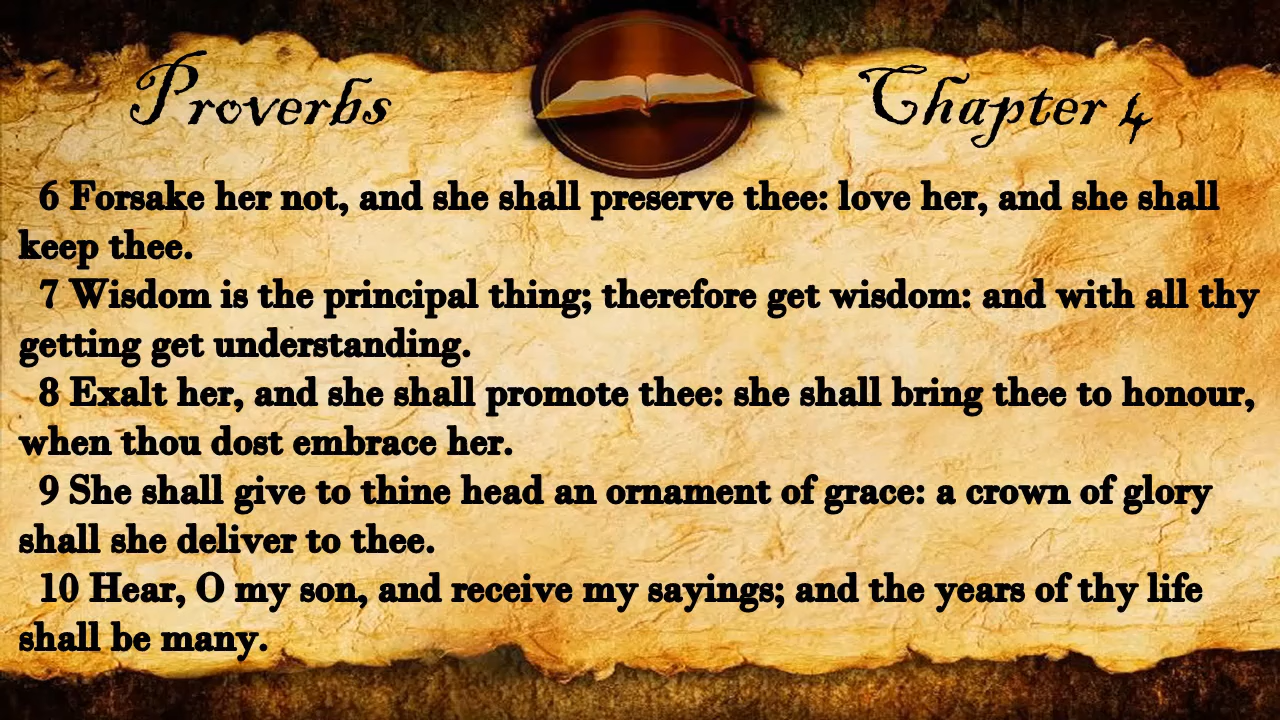 Proverbs Chapter 4
6 Forsake her not, and she shall preserve thee: love her, and she shall
keep thee.
7 Wisdom is the principal thing; therefore get wisdom: and with all thy
getting get understanding.
8 Exalt her, and she shall promote thee: she shall bring thee to honour,
when thou dost embrace her.
9 She shall give to thine head an ornament of grace: a crown of glory
shall she deliver to thee.
10 Hear, O my son, and receive my sayings; and the years of thy life
shall be many.